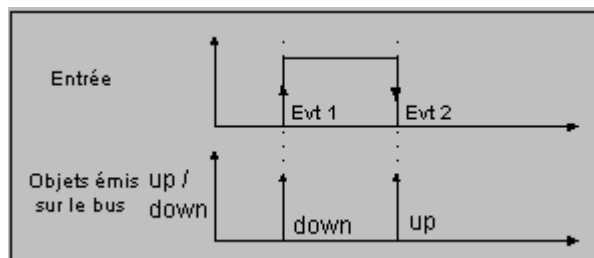 Entrée
Evt 1
Evt 2
Objets émis up /
sur le bus down
down
up